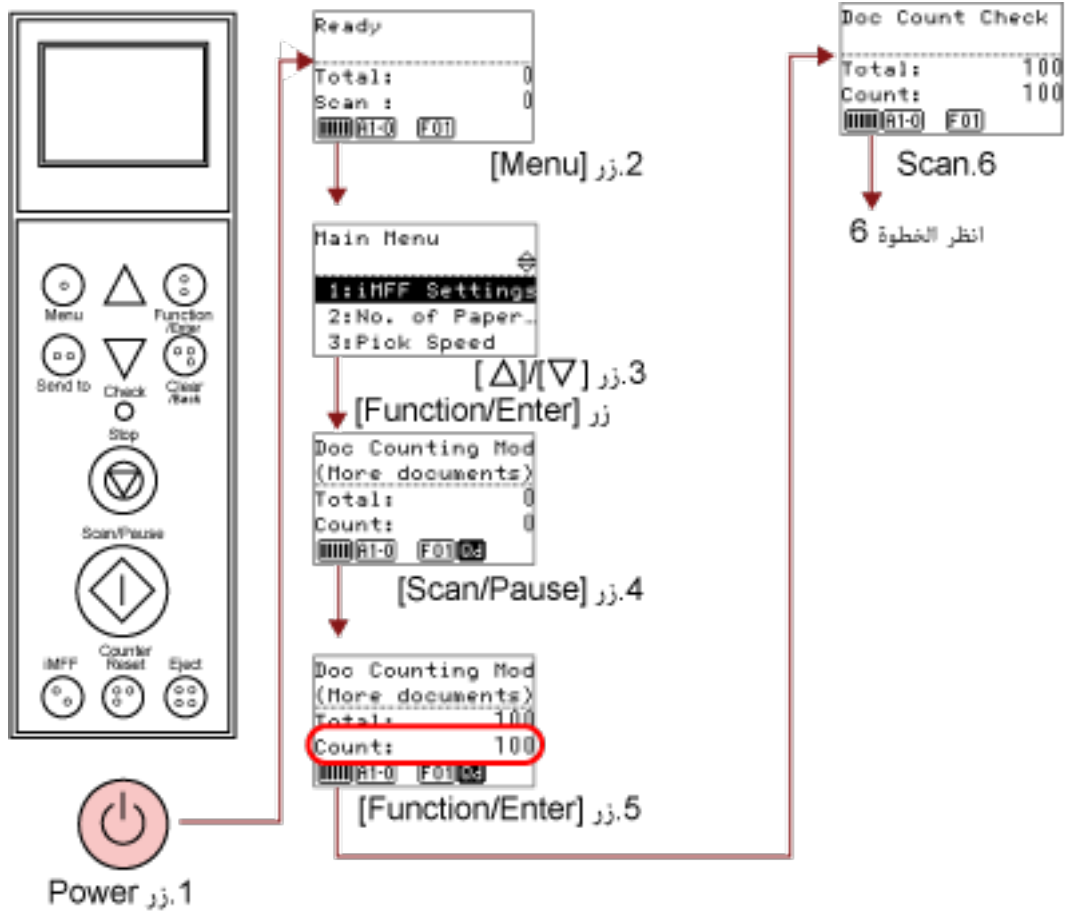 Menu
Function
/Enter
Send to
Check
Clear
/Back
Stop
Scan/Pause
iMFF
Counter
Reset
Eject
1.زر Power
Ready
Total: 0
Scan : 0
A1-0 F01
2.زر [Menu]
Main Menu
1:iMFF Settings
2:No. of Paper…
3:Pick Speed
3.زر [▽]/[△]
زر [Function/Enter]
Doc Counting Mod
(More documents)
Total: 0
Count: 0
A1-0 F01
4.زر [Scan/Pause]
Doc Counting Mod
(More documents)
Total: 100
Count: 100
A1-0 F01
5.زر [Function/Enter]
Doc Count Check
Total: 100
Count: 100
A1-0 F01
Scan.6
انظر الخطوة 6